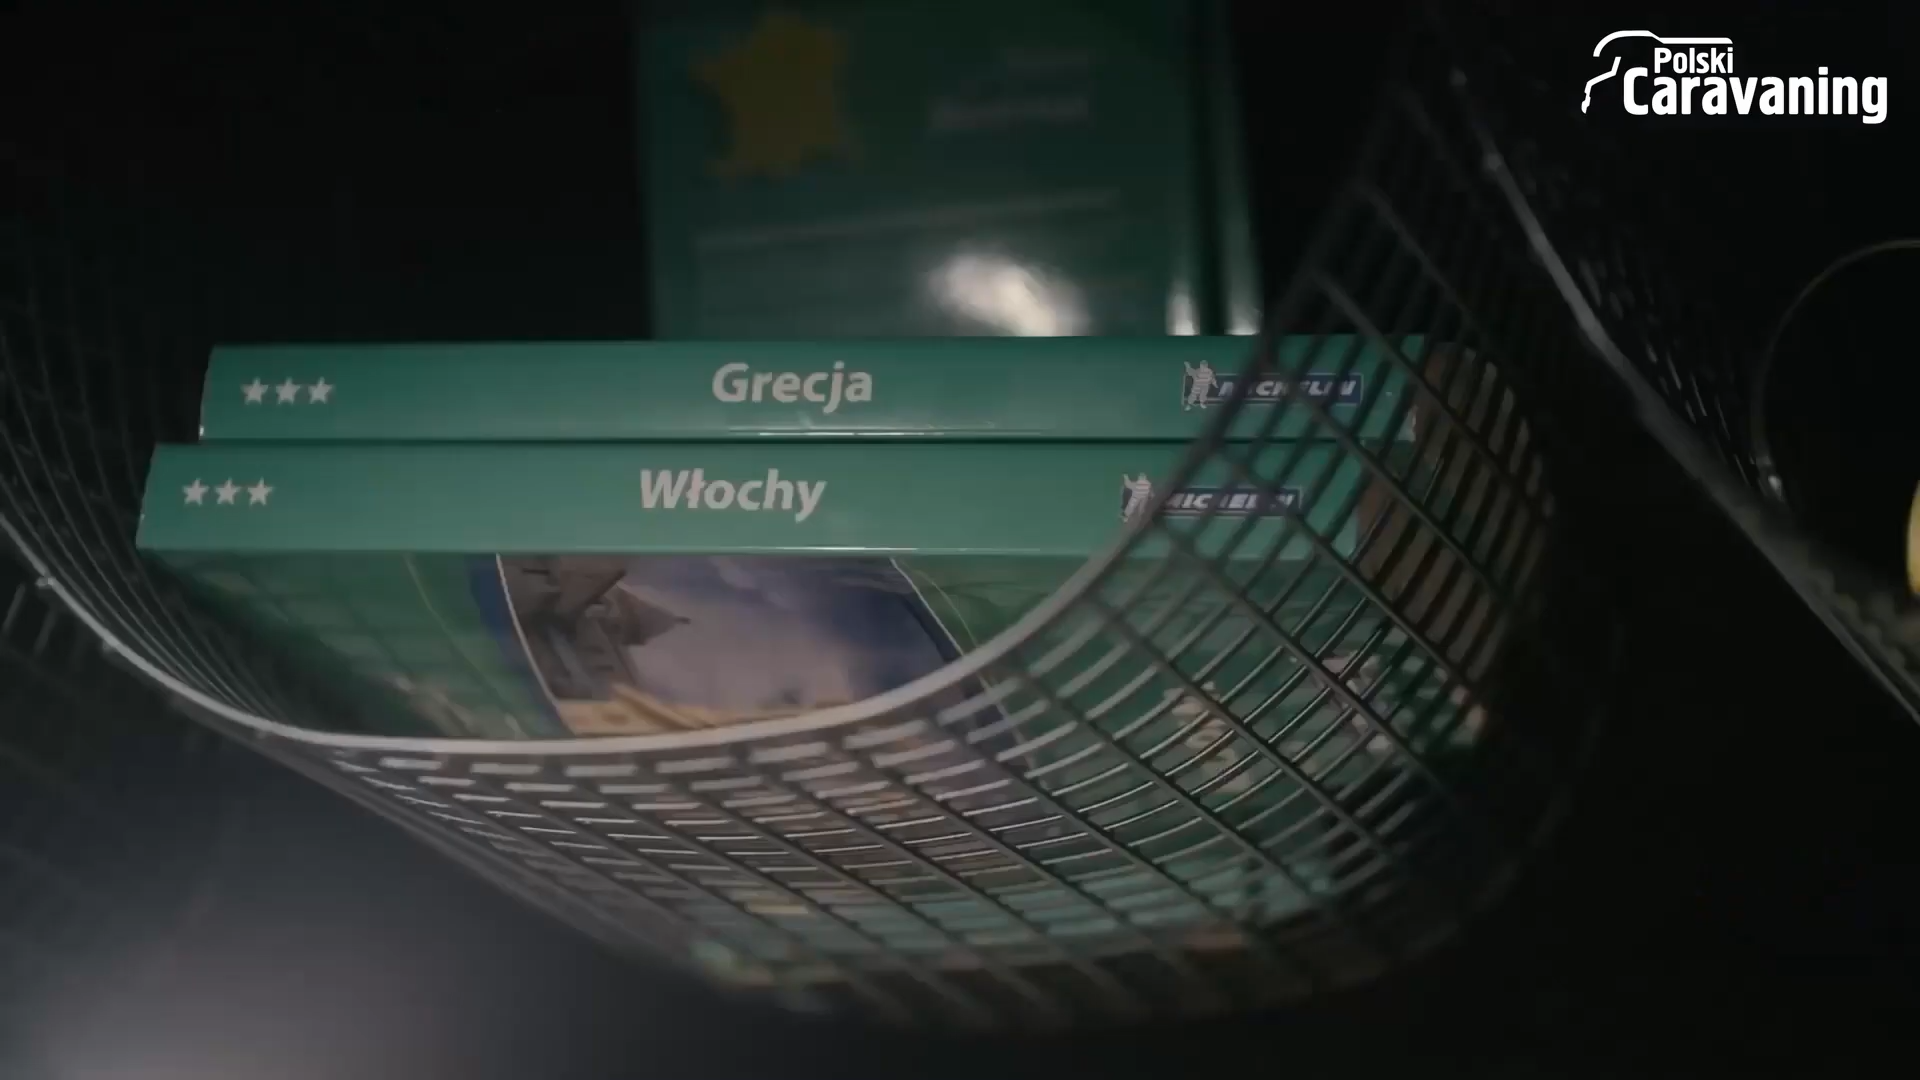 Polski
Caravaning
Grecja
MICHELIN
Włochy
MICHELIN